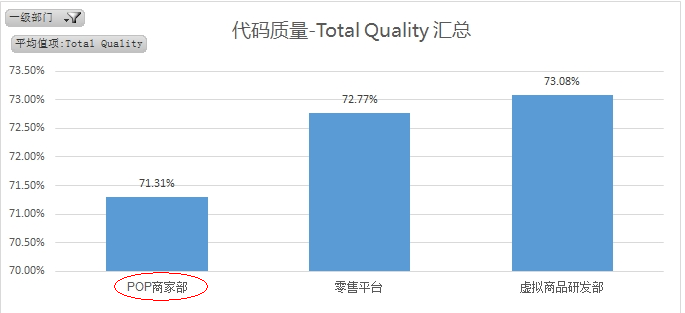 一级部门
代码质量-Total Quality 汇总
平均值项:Total Quality
73.50%
73.00%
72.50%
72.00%
71.50%
71.00%
70.50%
70.00%
71.31%
72.77%
73.08%
POP商家部
零售平台
虚拟商品研发部